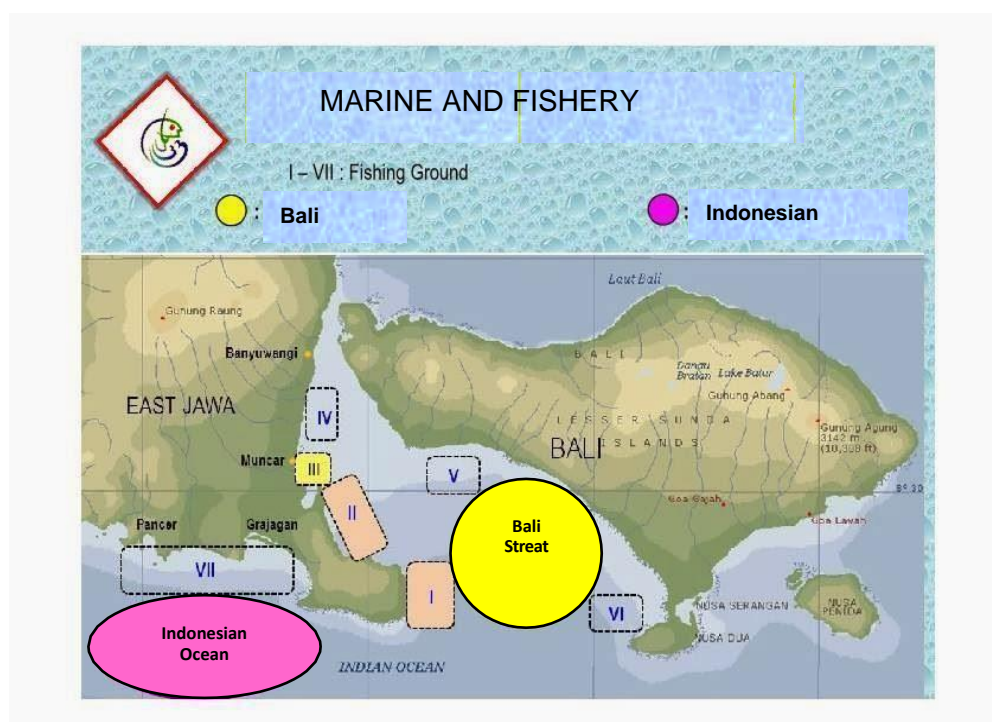 MARINE AND FISHERY
I – VII : Fishing Ground
: Bali
: Indonesian
Laut Bali
Gunung Raung
Banyuwangi
BALI
Danau Bratan
Lake Batur
Gunung Abang
EAST JAWA
IV
LESSER SUNDA
ISLANDS
BALI
Gunung Agung
3142 m
(10,308 ft)
Muncar
III
V
Goa Gajah
II
Bali
Streat
Goa Lawah
Pancer
Grajagan
VII
I
VI
NUSA SERANGAN
NUSA
PENIDA
NUSA DUA
Indonesian
Ocean
INDIAN OCEAN